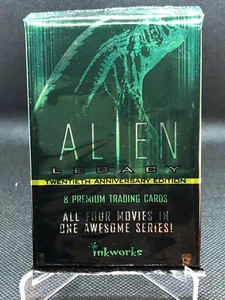 ALIEN
LEGACY
TWENTIETH ANNIVERSARY EDITION
8 PREMIUM TRADING CARDS
ALL FOUR MOVIES IN
ONE AWESOME SERIES!
inkworks